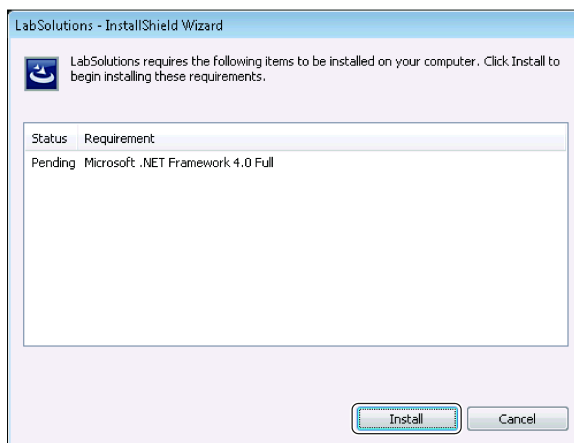 LabSolutions - InstallShield Wizard
LabSolutions requires the following items to be installed on your computer. Click Install to
begin installing these requirements.
Status Requirement
Pending Microsoft .NET Framework 4.0 Full
Install Cancel